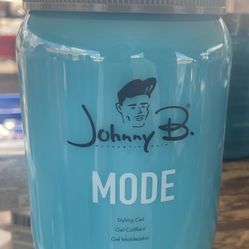 Johnny B.®
MODE
Styling Gel
Gel Coiffant
Gel Moldeador